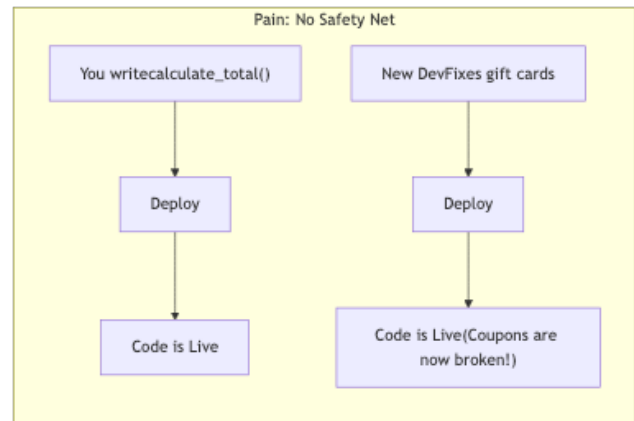 Pain: No Safety Net
You writecalculate_total()
New DevFixes gift cards
Deploy
Deploy
Code is Live
Code is Live(Coupons are
now broken!)